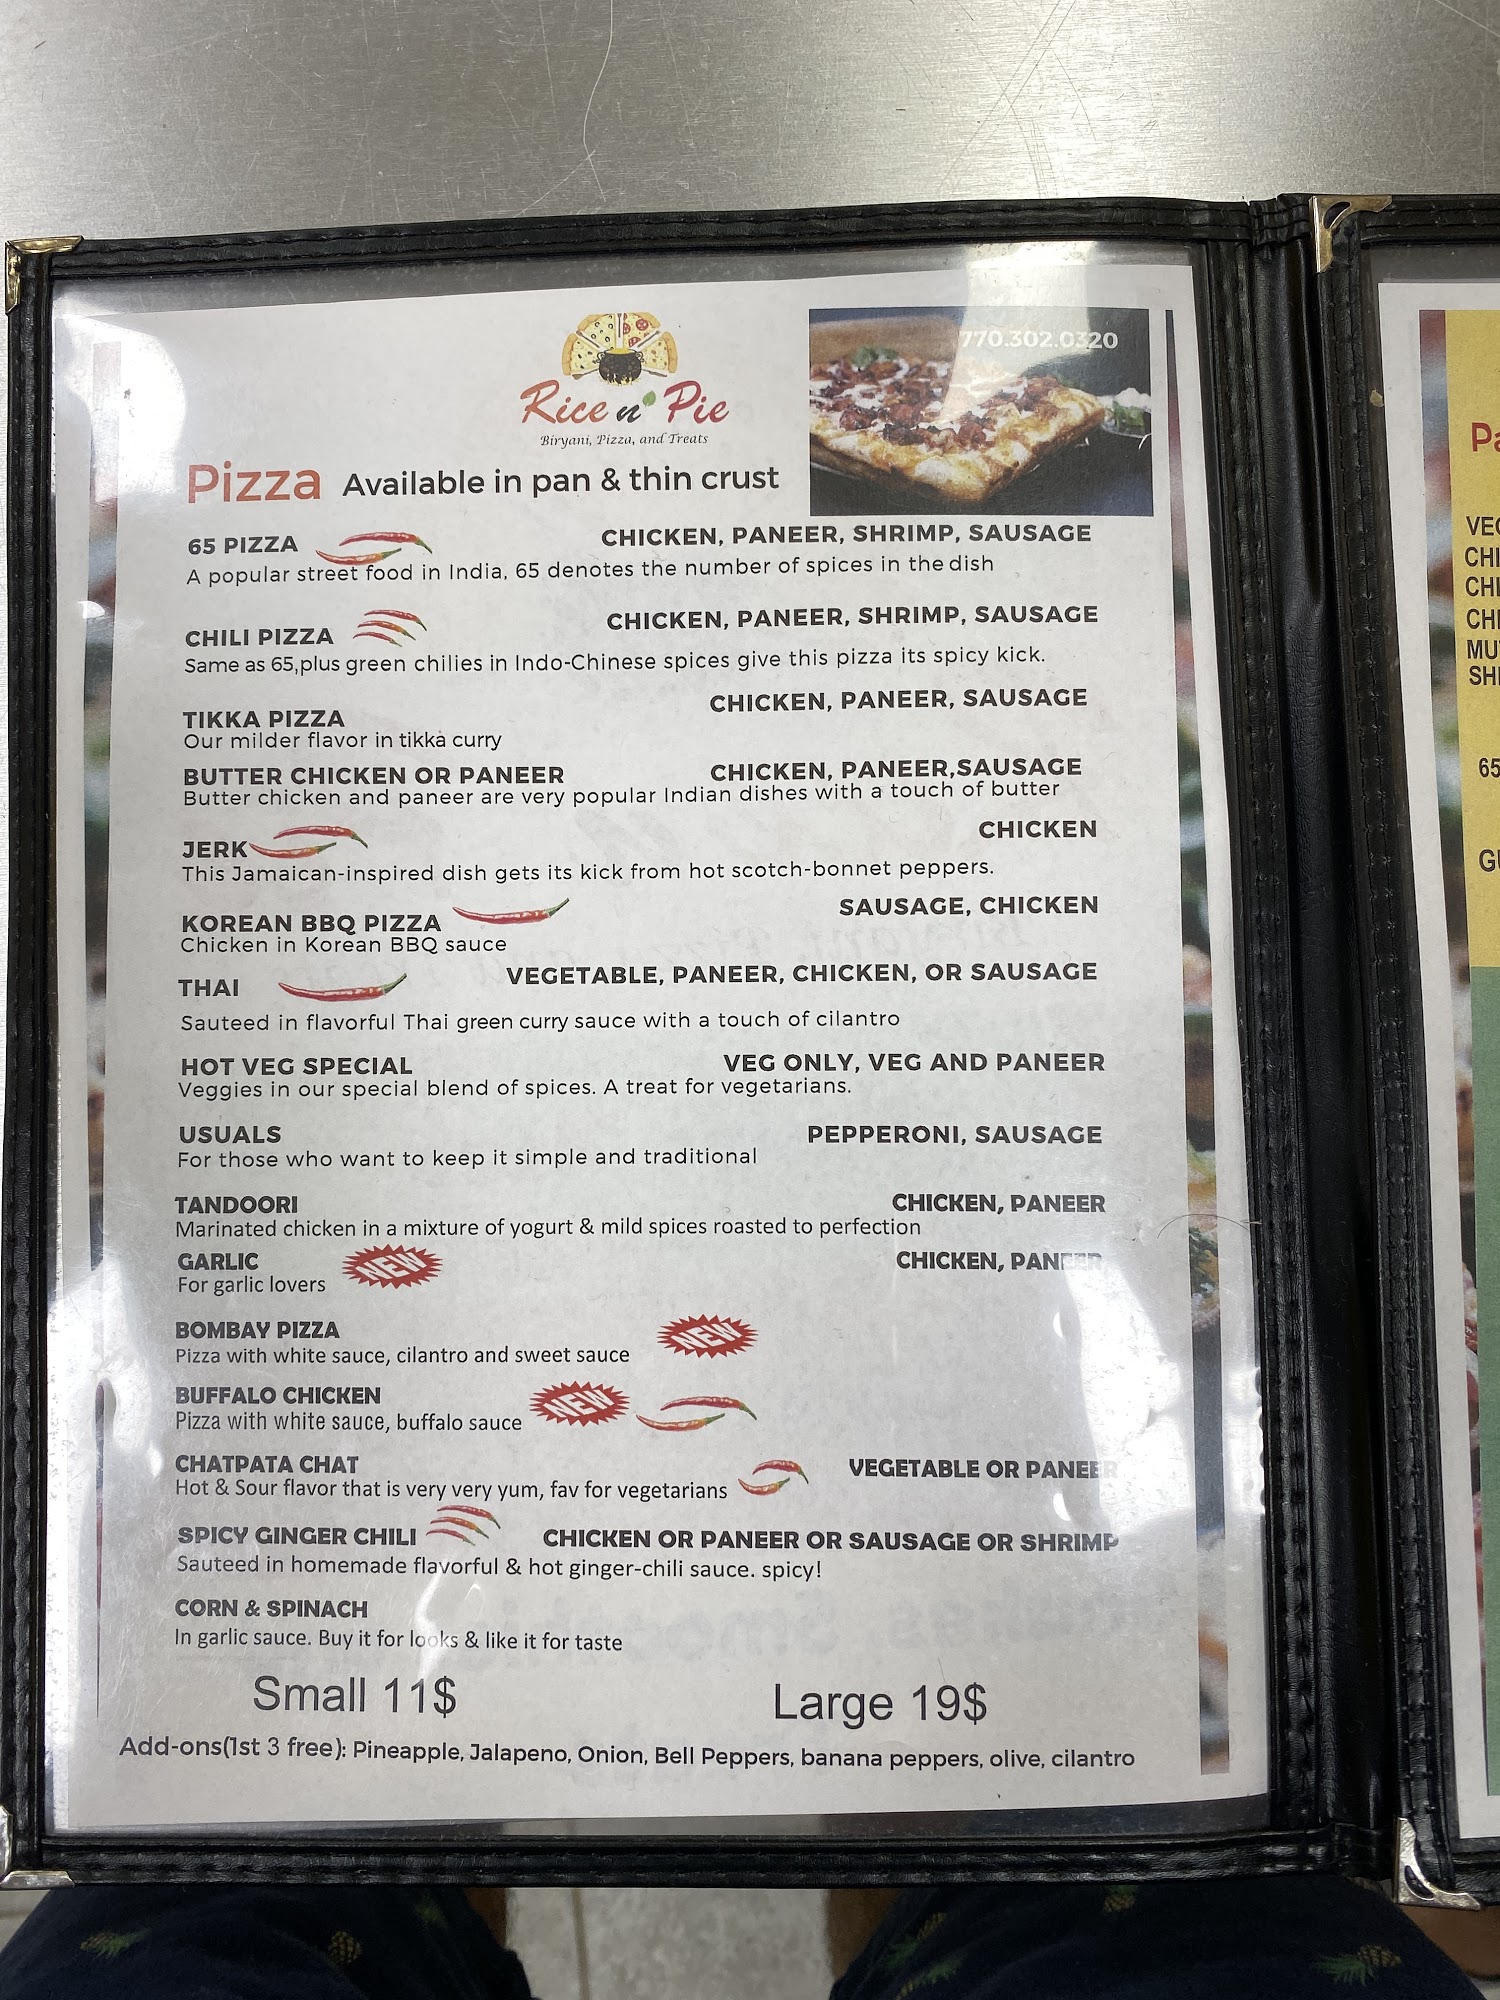 Rice n' Pie
Biryani, Pizza, and Treats
770.302.0320
Pizza Available in pan & thin crust
65 PIZZA CHICKEN, PANEER, SHRIMP, SAUSAGE
A popular street food in India, 65 denotes the number of spices in the dish
CHILI PIZZA CHICKEN, PANEER, SHRIMP, SAUSAGE
Same as 65,plus green chilies in Indo-Chinese spices give this pizza its spicy kick.
TIKKA PIZZA CHICKEN, PANEER, SAUSAGE
Our milder flavor in tikka curry
BUTTER CHICKEN OR PANEER CHICKEN, PANEER,SAUSAGE
Butter chicken and paneer are very popular Indian dishes with a touch of butter
JERK CHICKEN
This Jamaican-inspired dish gets its kick from hot scotch-bonnet peppers.
KOREAN BBQ PIZZA SAUSAGE, CHICKEN
Chicken in Korean BBQ sauce
THAI VEGETABLE, PANEER, CHICKEN, OR SAUSAGE
Sauteed in flavorful Thai green curry sauce with a touch of cilantro
HOT VEG SPECIAL VEG ONLY, VEG AND PANEER
Veggies in our special blend of spices. A treat for vegetarians.
USUALS PEPPERONI, SAUSAGE
For those who want to keep it simple and traditional
TANDOORI CHICKEN, PANEER
Marinated chicken in a mixture of yogurt & mild spices roasted to perfection
GARLIC NEW CHICKEN, PANEER
For garlic lovers
BOMBAY PIZZA NEW
Pizza with white sauce, cilantro and sweet sauce
BUFFALO CHICKEN NEW
Pizza with white sauce, buffalo sauce
CHATPATA CHAT VEGETABLE OR PANEER
Hot & Sour flavor that is very very yum, fav for vegetarians
SPICY GINGER CHILI CHICKEN OR PANEER OR SAUSAGE OR SHRIMP
Sauteed in homemade flavorful & hot ginger-chili sauce. spicy!
CORN & SPINACH
In garlic sauce. Buy it for looks & like it for taste
Small 11$ Large 19$
Add-ons(1st 3 free): Pineapple, Jalapeno, Onion, Bell Peppers, banana peppers, olive, cilantro
65